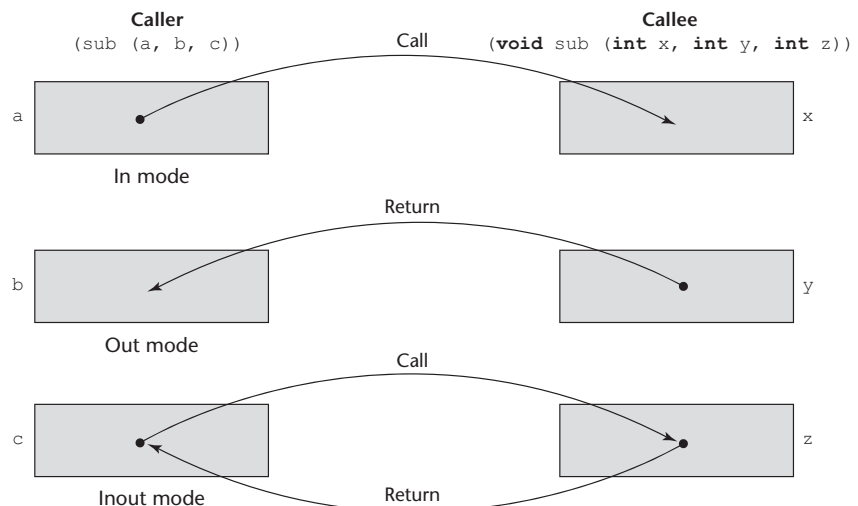 Caller
(sub (a, b, c))
Call
Callee
(void sub (int x, int y, int z))
a
x
In mode
Return
b
y
Out mode
Call
c
z
Inout mode
Return